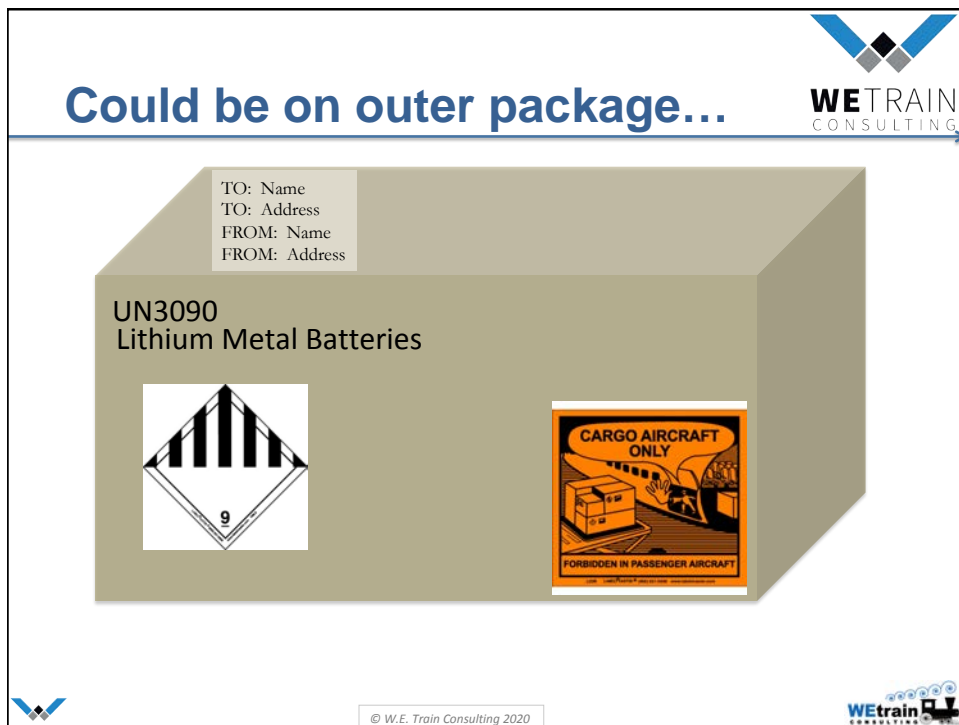 Could be on outer package…
WETRAIN
CONSULTING
TO: Name
TO: Address
FROM: Name
FROM: Address
UN3090
Lithium Metal Batteries
9
CARGO AIRCRAFT
ONLY
FORBIDDEN IN PASSENGER AIRCRAFT
© W.E. Train Consulting 2020
WEtrain
CONSULTING